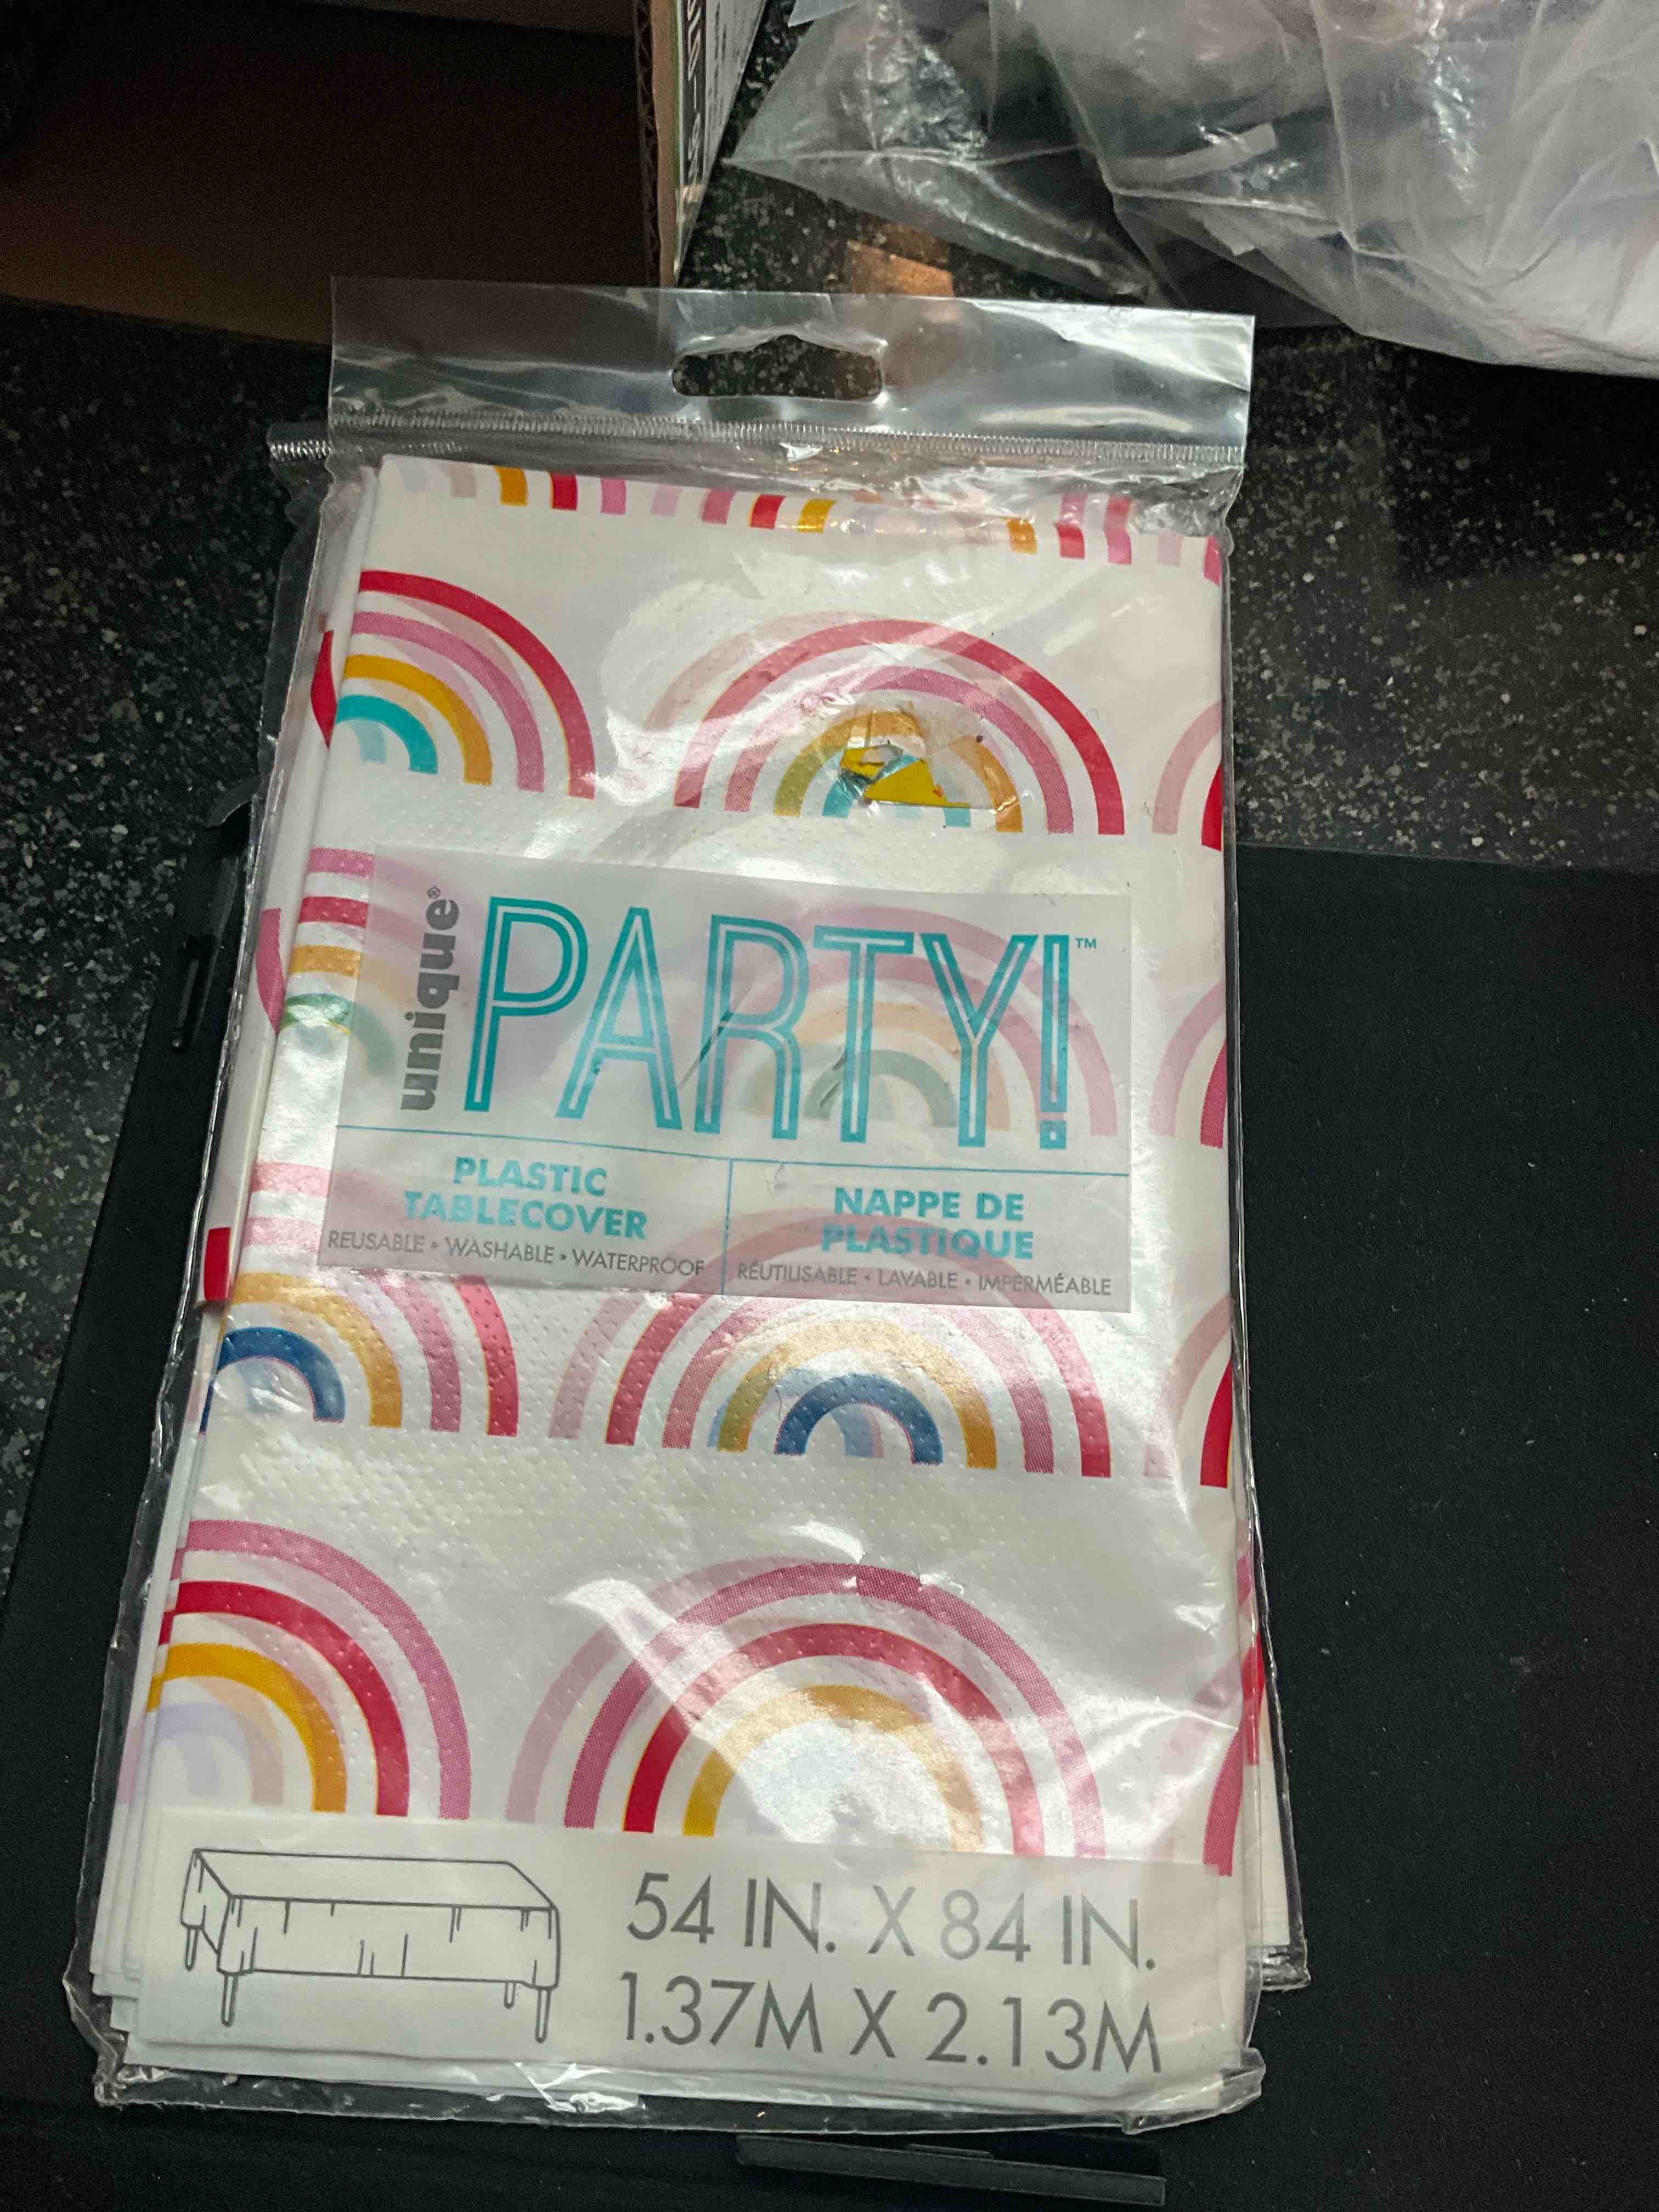 unique®
PARTY!™
PLASTIC
TABLECOVER
REUSABLE • WASHABLE • WATERPROOF
NAPPE DE
PLASTIQUE
RÉUTILISABLE • LAVABLE • IMPERMÉABLE
54 IN. X 84 IN.
1.37M X 2.13M